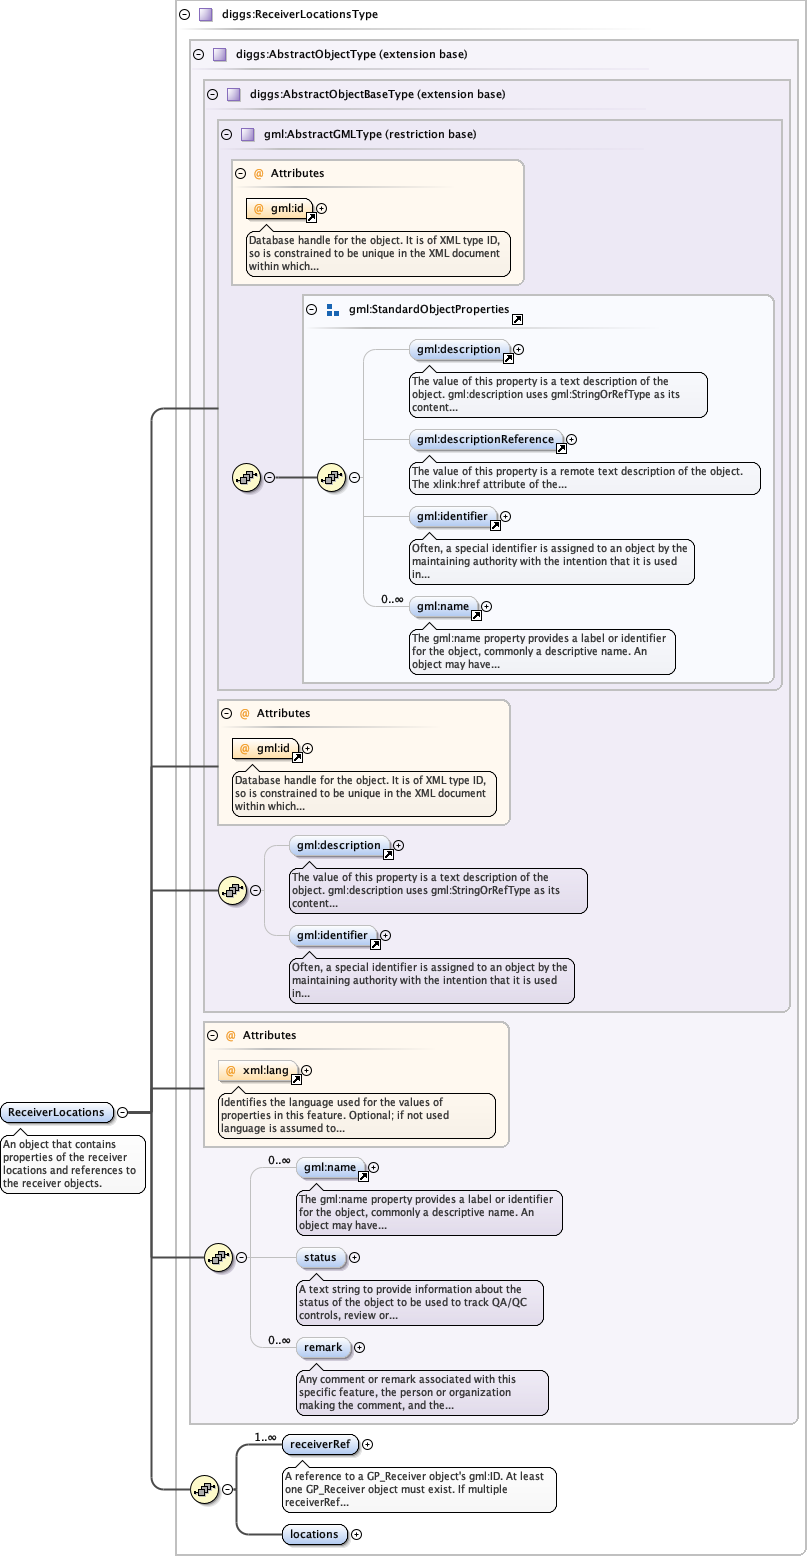 diggs:ReceiverLocationsType
diggs:AbstractObjectType (extension base)
diggs:AbstractObjectBaseType (extension base)
gml:AbstractGMLType (restriction base)
@ Attributes
@ gml:id
Database handle for the object. It is of XML type ID,
so is constrained to be unique in the XML document
within which...
gml:StandardObjectProperties
gml:description
The value of this property is a text description of the
object. gml:description uses gml:StringOrRefType as its
content...
gml:descriptionReference
The value of this property is a remote text description of the object.
The xlink:href attribute of the...
gml:identifier
Often, a special identifier is assigned to an object by the
maintaining authority with the intention that it is used
in...
0..∞
gml:name
The gml:name property provides a label or identifier
for the object, commonly a descriptive name. An
object may have...
@ Attributes
@ gml:id
Database handle for the object. It is of XML type ID,
so is constrained to be unique in the XML document
within which...
gml:description
The value of this property is a text description of the
object. gml:description uses gml:StringOrRefType as its
content...
gml:identifier
Often, a special identifier is assigned to an object by the
maintaining authority with the intention that it is used
in...
@ Attributes
@ xml:lang
Identifies the language used for the values of
properties in this feature. Optional; if not used
language is assumed to...
ReceiverLocations
An object that contains
properties of the receiver
locations and references to
the receiver objects.
0..∞
gml:name
The gml:name property provides a label or identifier
for the object, commonly a descriptive name. An
object may have...
status
A text string to provide information about the
status of the object to be used to track QA/QC
controls, review or...
0..∞
remark
Any comment or remark associated with this
specific feature, the person or organization
making the comment, and the...
1..∞
receiverRef
A reference to a GP_Receiver object's gml:ID. At least
one GP_Receiver object must exist. If multiple
receiverRef...
locations